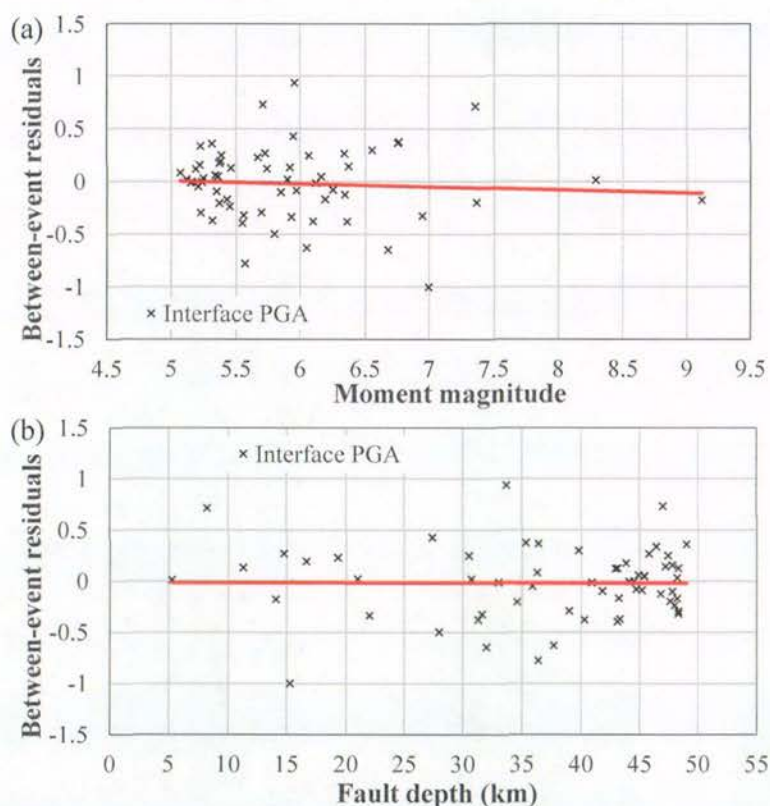 (a)
Between-event residuals
1.5
1
0.5
0
-0.5
-1
-1.5
× Interface PGA
4.5 5 5.5 6 6.5 7 7.5 8 8.5 9 9.5
Moment magnitude
(b)
Between-event residuals
1.5
1
0.5
0
-0.5
-1
-1.5
× Interface PGA
0 5 10 15 20 25 30 35 40 45 50 55
Fault depth (km)